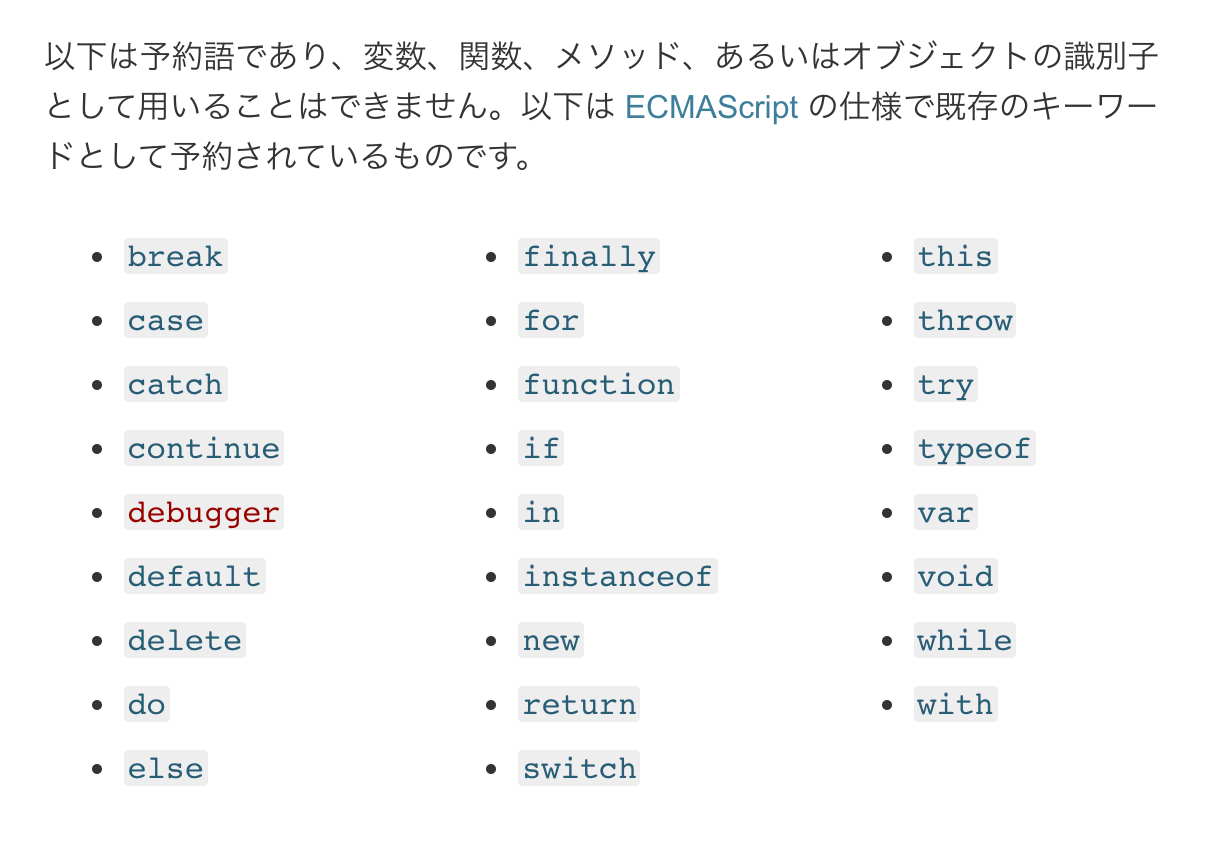 以下は予約語であり、変数、関数、メソッド、あるいはオブジェクトの識別子
として用いることはできません。以下は ECMAScript の仕様で既存のキーワー
ドとして予約されているものです。
break
case
catch
continue
debugger
default
delete
do
else
finally
for
function
if
in
instanceof
new
return
switch
this
throw
try
typeof
var
void
while
with